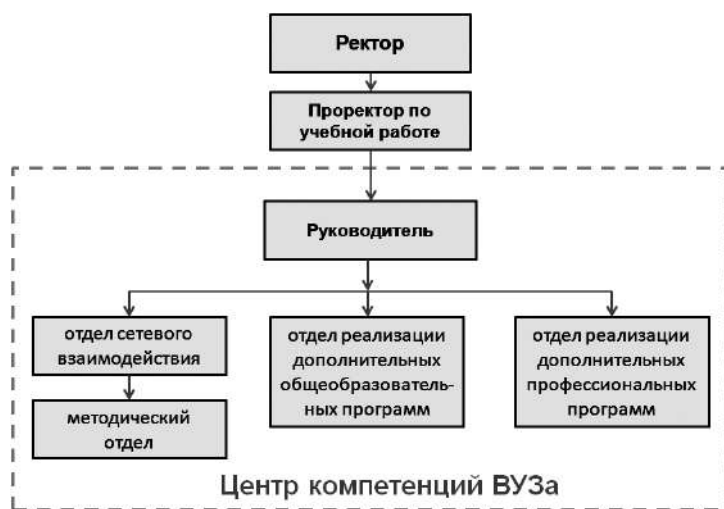 Ректор
Проректор по
учебной работе
Руководитель
отдел сетевого
взаимодействия
методический
отдел
отдел реализации
дополнительных
общеобразователь-
ных программ
отдел реализации
дополнительных
профессиональных
программ
Центр компетенций ВУЗа